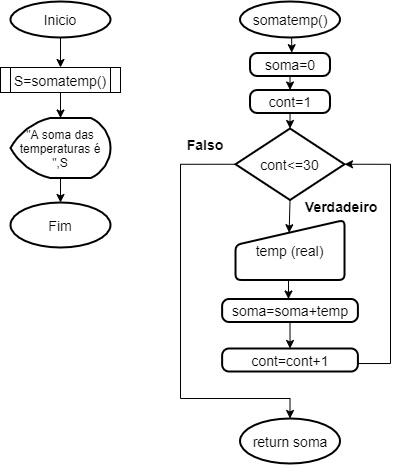 Inicio
S=somatemp()
"A soma das
temperaturas é
",S
Fim
somatemp()
soma=0
cont=1
Falso
cont<=30
Verdadeiro
temp (real)
soma=soma+temp
cont=cont+1
return soma